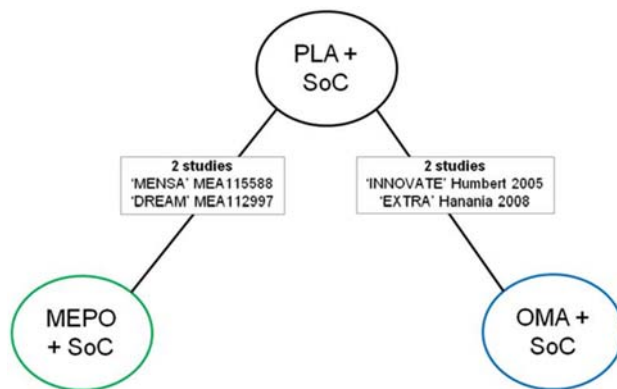 PLA +
SoC
2 studies
'MENSA' MEA115588
'DREAM' MEA112997
2 studies
'INNOVATE' Humbert 2005
'EXTRA' Hanania 2008
MEPO
+ SoC
OMA +
SoC